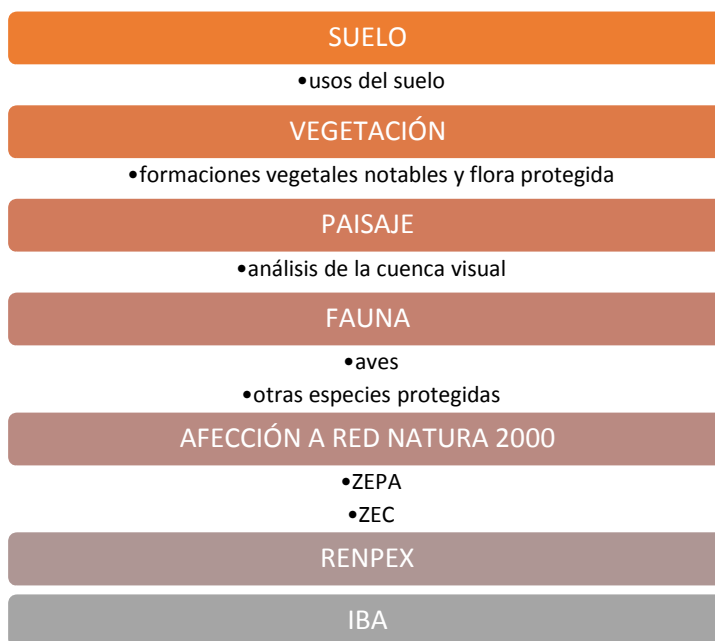 SUELO
•usos del suelo
VEGETACIÓN
•formaciones vegetales notables y flora protegida
PAISAJE
•análisis de la cuenca visual
FAUNA
•aves
•otras especies protegidas
AFECCIÓN A RED NATURA 2000
•ZEPA
•ZEC
RENPEX
IBA